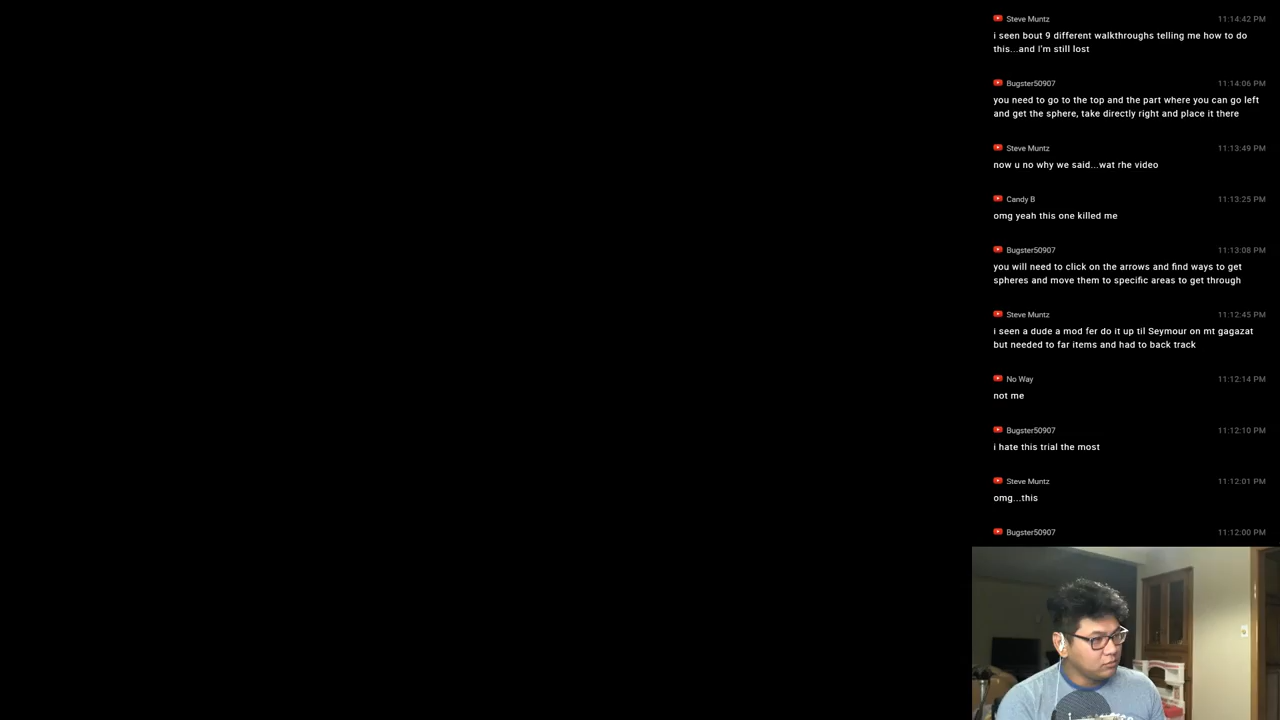 Steve Muntz 11:14:42 PM
i seen bout 9 different walkthroughs telling me how to do
this...and I'm still lost
Bugster50907 11:14:06 PM
you need to go to the top and the part where you can go left
and get the sphere, take directly right and place it there
Steve Muntz 11:13:49 PM
now u no why we said...wat rhe video
Candy B 11:13:25 PM
omg yeah this one killed me
Bugster50907 11:13:08 PM
you will need to click on the arrows and find ways to get
spheres and move them to specific areas to get through
Steve Muntz 11:12:45 PM
i seen a dude a mod fer do it up til Seymour on mt gagazat
but needed to far items and had to back track
No Way 11:12:14 PM
not me
Bugster50907 11:12:10 PM
i hate this trial the most
Steve Muntz 11:12:01 PM
omg...this
Bugster50907 11:12:00 PM